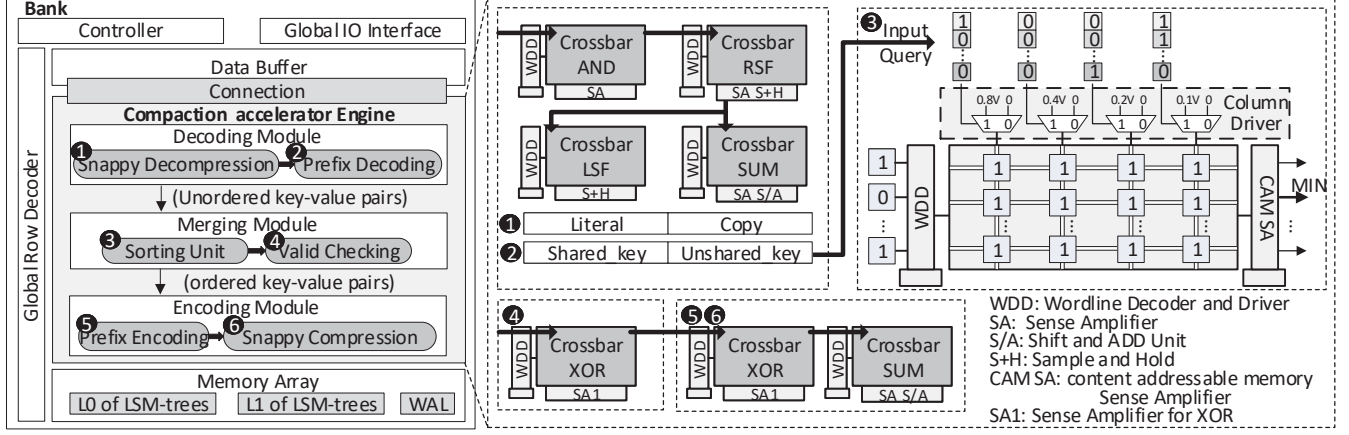 Bank
Controller
Global IO Interface
Global Row Decoder
Data Buffer
Connection
Compaction accelerator Engine
Decoding Module
1 Snappy Decompression
2 Prefix Decoding
(Unordered key-value pairs)
Merging Module
3 Sorting Unit
4 Valid Checking
(ordered key-value pairs)
Encoding Module
5 Prefix Encoding
6 Snappy Compression
Memory Array
L0 of LSM-trees
L1 of LSM-trees
WAL
WDD
Crossbar
AND
SA
WDD
Crossbar
RSF
SA S+H
WDD
Crossbar
LSF
S+H
WDD
Crossbar
SUM
SA S/A
1 Literal Copy
2 Shared_key Unshared_key
3 Input
Query
1 0 0 1
0 0 0 1
0 0 1 0
0.8V 0 0.4V 0 0.2V 0 0.1V 0
1 0 1 0 1 0 1 0
Column
Driver
1 1 1 1 1
0 1 1 1 1
1 1 1 1 1
WDD
CAM SA
MIN
4
WDD
Crossbar
XOR
SA1
5 6
WDD
Crossbar
XOR
SA1
WDD
Crossbar
SUM
SA S/A
WDD: Wordline Decoder and Driver
SA: Sense Amplifier
S/A: Shift and ADD Unit
S+H: Sample and Hold
CAM SA: content addressable memory
Sense Amplifier
SA1: Sense Amplifier for XOR